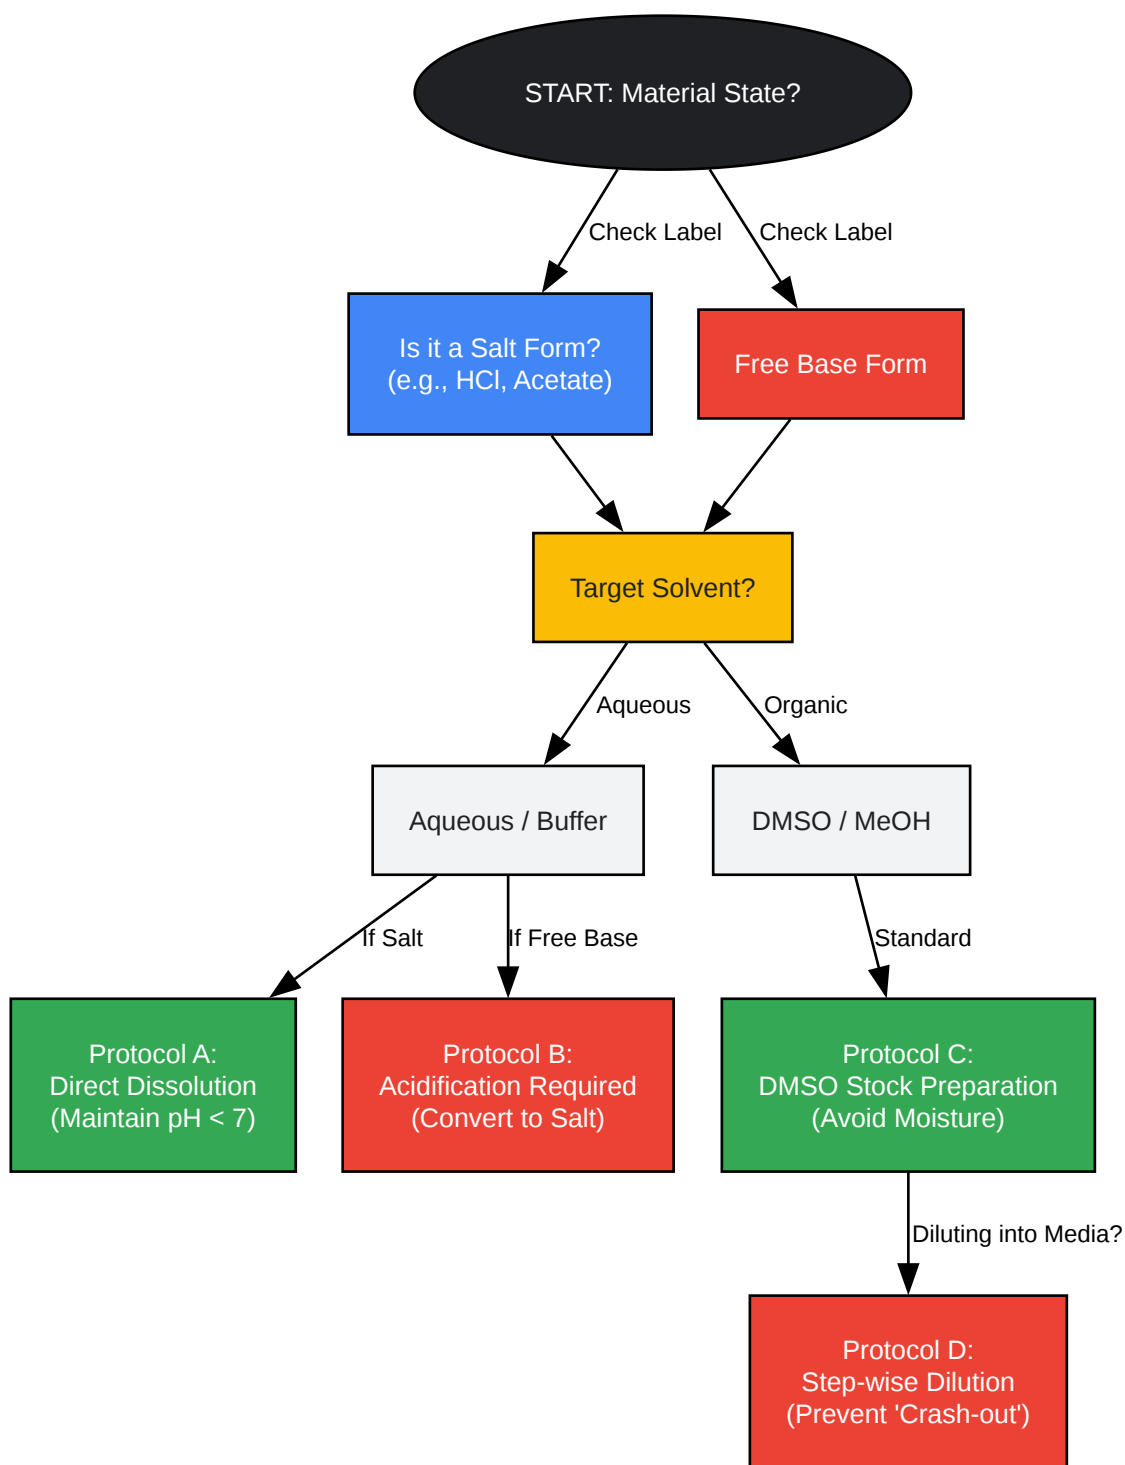 START: Material State?
Check Label
Check Label
Is it a Salt Form?
(e.g., HCl, Acetate)
Free Base Form
Target Solvent?
Aqueous
Organic
Aqueous / Buffer
DMSO / MeOH
If Salt
If Free Base
Standard
Protocol A:
Direct Dissolution
(Maintain pH < 7)
Protocol B:
Acidification Required
(Convert to Salt)
Protocol C:
DMSO Stock Preparation
(Avoid Moisture)
Diluting into Media?
Protocol D:
Step-wise Dilution
(Prevent 'Crash-out')